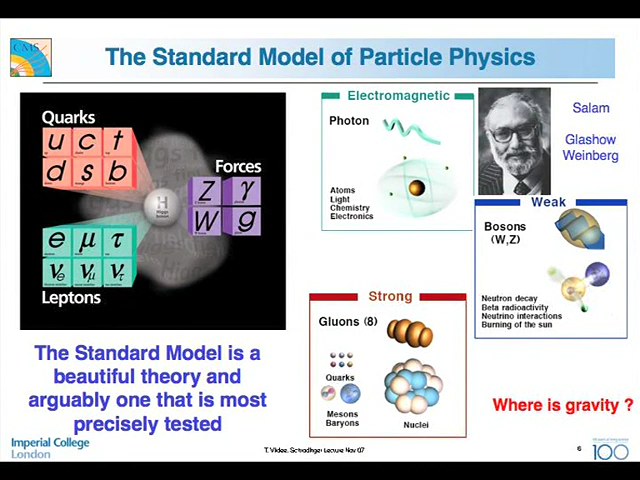 CMS
The Standard Model of Particle Physics
Quarks
u c t
d s b
Forces
Z γ
W g
H
Higgs
e μ τ
νe νμ ντ
Leptons
Electromagnetic
Photon
Atoms
Light
Chemistry
Electronics
Salam
Glashow
Weinberg
Weak
Bosons
(W,Z)
Neutron decay
Beta radioactivity
Neutrino interactions
Burning of the sun
Strong
Gluons (8)
Quarks
Mesons
Baryons
Nuclei
The Standard Model is a
beautiful theory and
arguably one that is most
precisely tested
Where is gravity ?
Imperial College
London
Lecture Nov 07
6
100